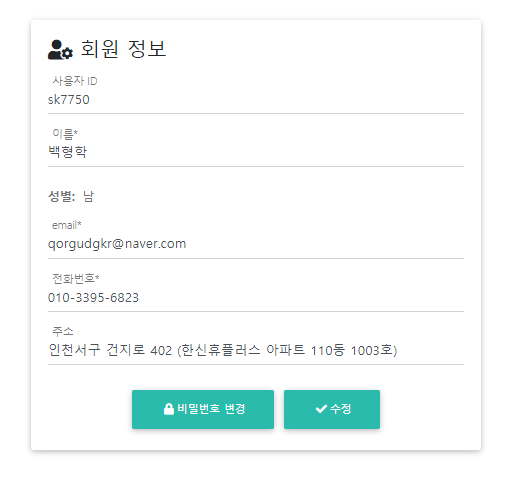 회원 정보
사용자 ID
sk7750
이름*
백형학
성별: 남
email*
qorgudgkr@naver.com
전화번호*
010-3395-6823
주소
인천서구 건지로 402 (한신휴플러스 아파트 110동 1003호)
비밀번호 변경
수정